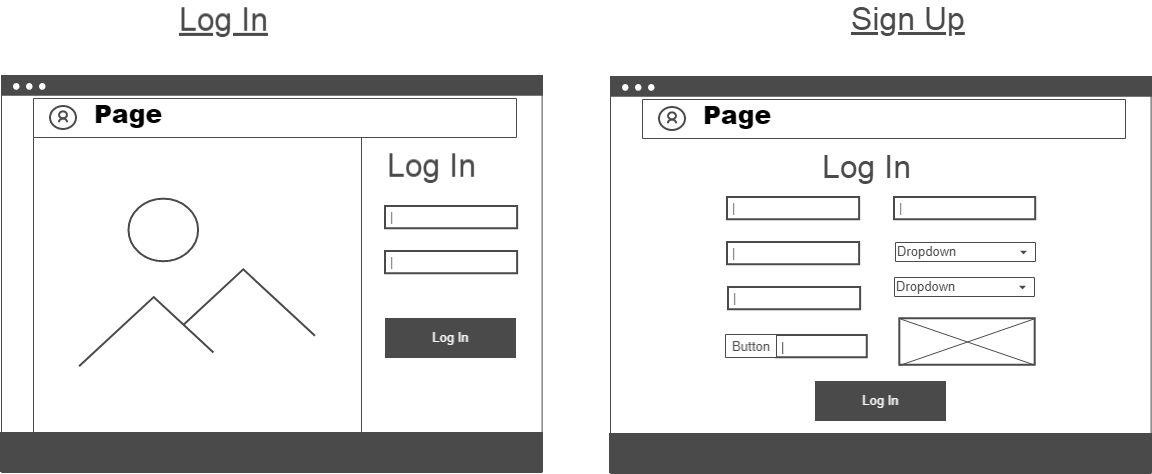 Log In
Page
Log In
Log In
Sign Up
Page
Log In
Dropdown
Dropdown
Button
Log In